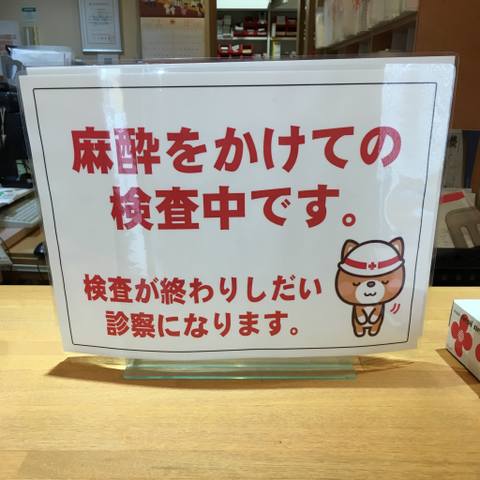 麻酔をかけての
検査中です。
検査が終わりしだい
診察になります。